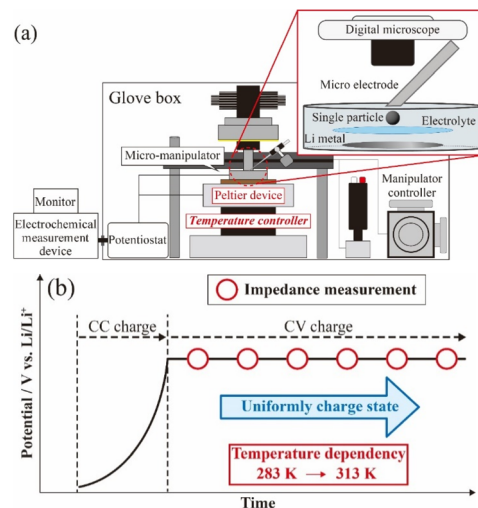 (a)
Digital microscope
Micro electrode
Single particle
Electrolyte
Li metal
Glove box
Micro-manipulator
Peltier device
Temperature controller
Manipulator
controller
Monitor
Electrochemical
measurement
device
Potentiostat
(b)
Impedance measurement
CC charge
CV charge
Uniformly charge state
Temperature dependency
283 K → 313 K
Potential / V vs. Li/Li⁺
Time